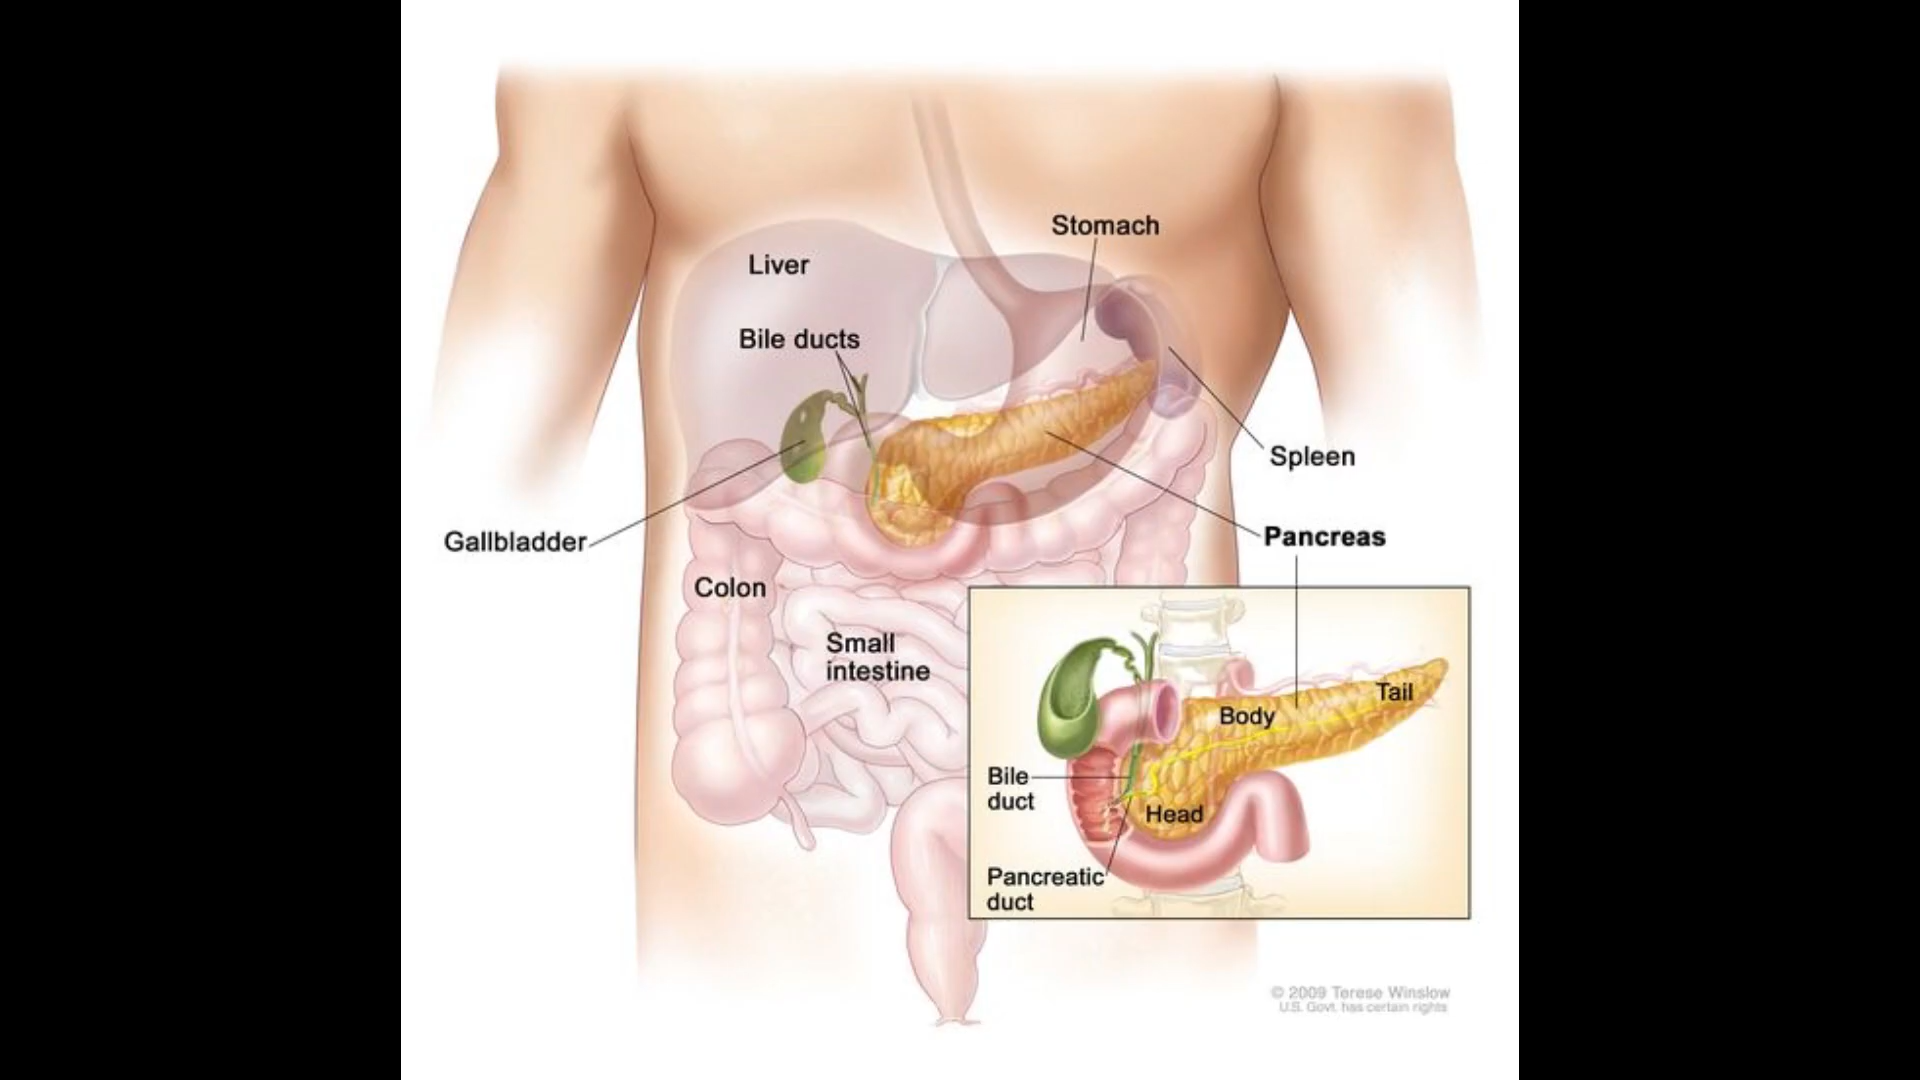 Stomach
Liver
Bile ducts
Spleen
Pancreas
Gallbladder
Colon
Small
intestine
Tail
Body
Bile
duct
Head
Pancreatic
duct
© 2009 Terese Winslow
U.S. Govt. has certain rights